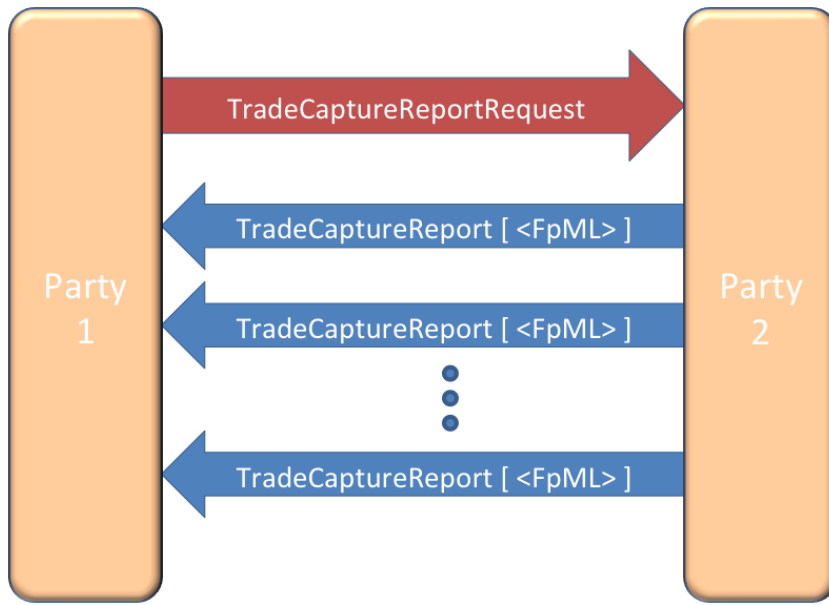 TradeCaptureReportRequest
TradeCaptureReport [ <FpML> ]
Party
1
TradeCaptureReport [ <FpML> ]
Party
2
TradeCaptureReport [ <FpML> ]